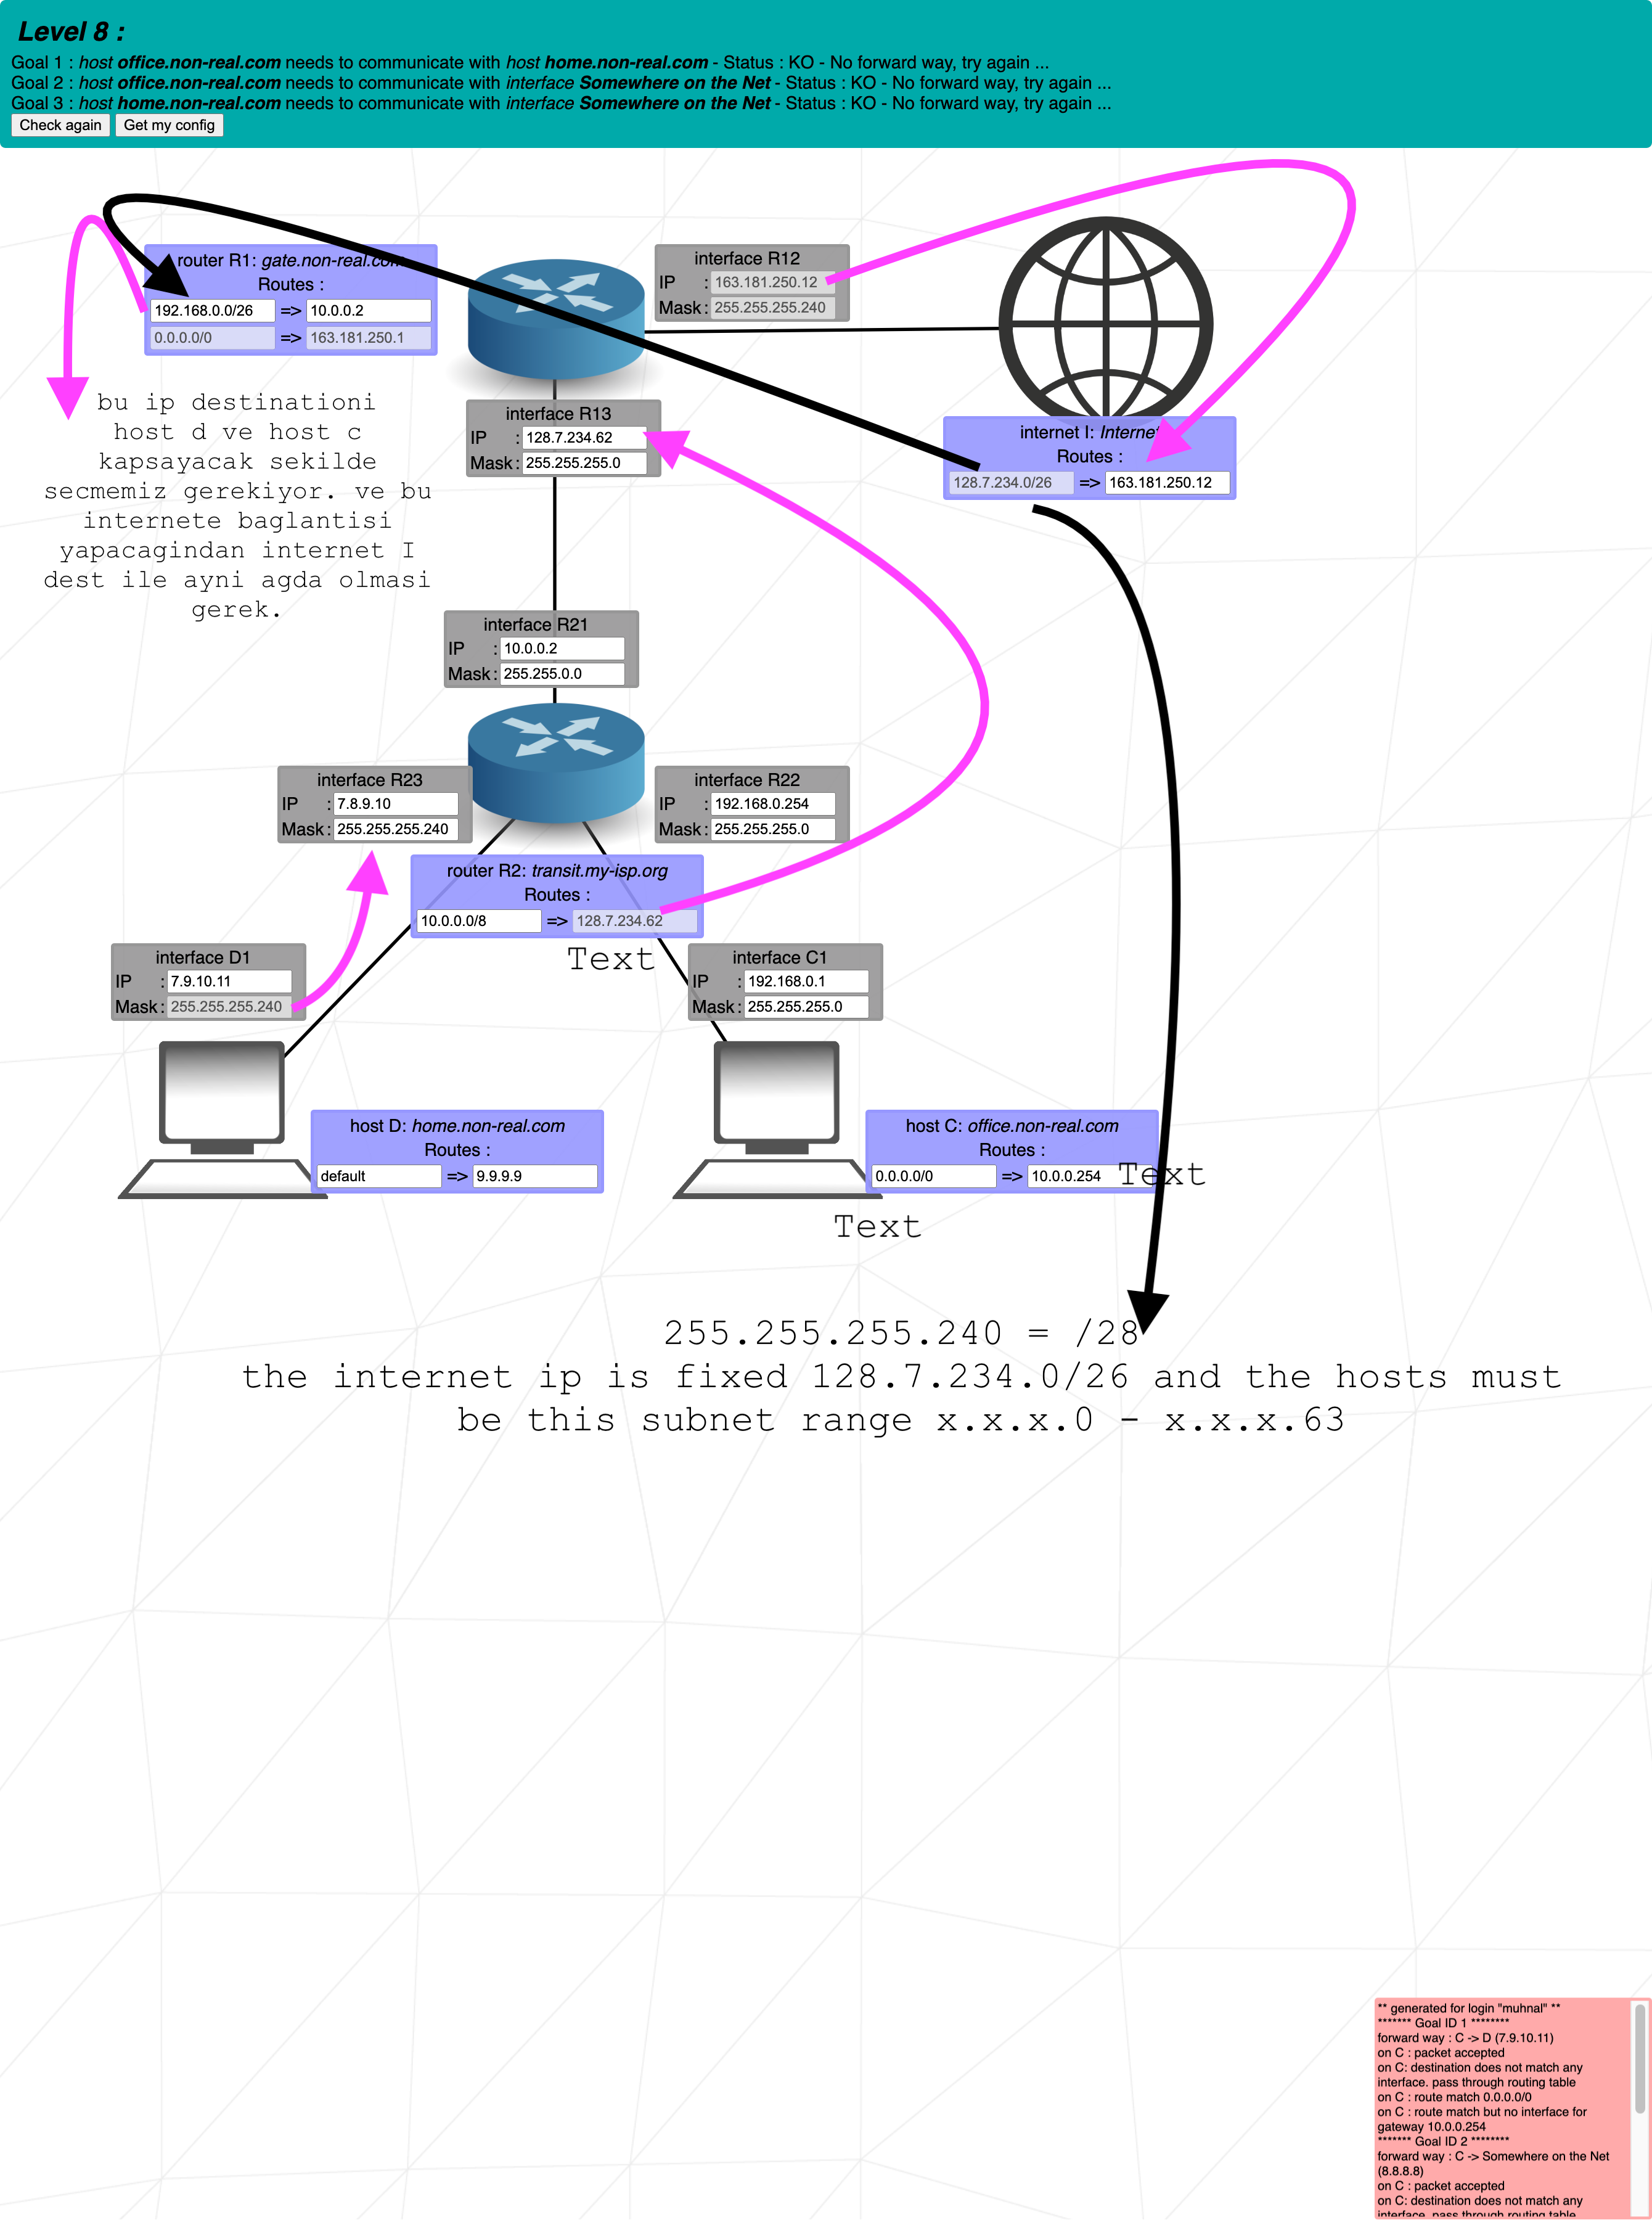 Level 8 :
Goal 1 : host office.non-real.com needs to communicate with host home.non-real.com - Status : KO - No forward way, try again ...
Goal 2 : host office.non-real.com needs to communicate with interface Somewhere on the Net - Status : KO - No forward way, try again ...
Goal 3 : host home.non-real.com needs to communicate with interface Somewhere on the Net - Status : KO - No forward way, try again ...
Check again Get my config
router R1: gate.non-real.com
Routes :
192.168.0.0/26 => 10.0.0.2
0.0.0.0/0 => 163.181.250.1
interface R12
IP : 163.181.250.12
Mask : 255.255.255.240
bu ip destinationi
host d ve host c
kapsayacak sekilde
secmemiz gerekiyor. ve bu
internete baglantisi
yapacagindan internet I
dest ile ayni agda olmasi
gerek.
interface R13
IP : 128.7.234.62
Mask : 255.255.255.0
internet I: Internet
Routes :
128.7.234.0/26 => 163.181.250.12
interface R21
IP : 10.0.0.2
Mask : 255.255.0.0
interface R23
IP : 7.8.9.10
Mask : 255.255.255.240
interface R22
IP : 192.168.0.254
Mask : 255.255.255.0
router R2: transit.my-isp.org
Routes :
10.0.0.0/8 => 128.7.234.62
Text
interface D1
IP : 7.9.10.11
Mask : 255.255.255.240
interface C1
IP : 192.168.0.1
Mask : 255.255.255.0
host D: home.non-real.com
Routes :
default => 9.9.9.9
host C: office.non-real.com
Routes :
0.0.0.0/0 => 10.0.0.254
Text
Text
255.255.255.240 = /28
the internet ip is fixed 128.7.234.0/26 and the hosts must
be this subnet range x.x.x.0 - x.x.x.63
** generated for login "muhnal" **
******* Goal ID 1 ********
forward way : C -> D (7.9.10.11)
on C : packet accepted
on C: destination does not match any
interface. pass through routing table
on C : route match 0.0.0.0/0
on C : route match but no interface for
gateway 10.0.0.254
******* Goal ID 2 ********
forward way : C -> Somewhere on the Net
(8.8.8.8)
on C : packet accepted
on C: destination does not match any
interface. pass through routing table